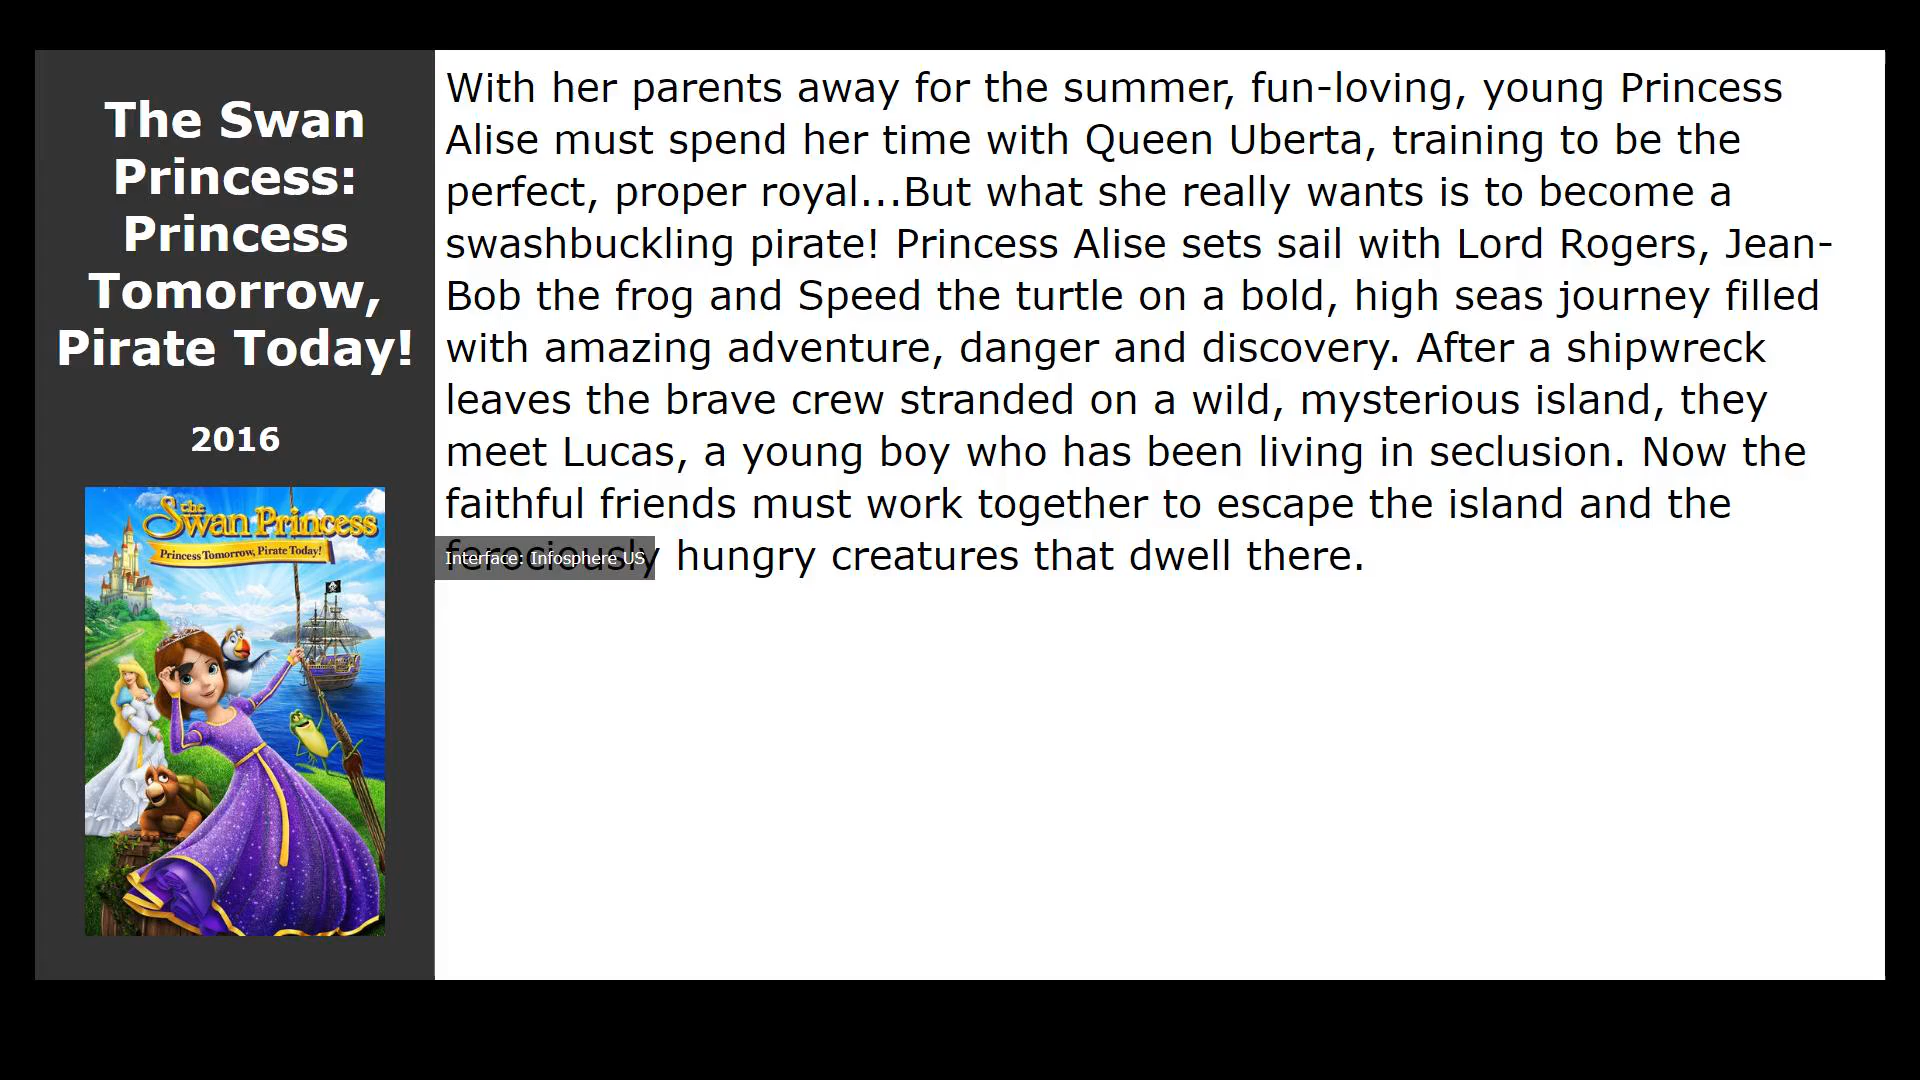 The Swan
Princess:
Princess
Tomorrow,
Pirate Today!
2016
the
Swan Princess
Princess Tomorrow, Pirate Today!
With her parents away for the summer, fun-loving, young Princess
Alise must spend her time with Queen Uberta, training to be the
perfect, proper royal...But what she really wants is to become a
swashbuckling pirate! Princess Alise sets sail with Lord Rogers, Jean-
Bob the frog and Speed the turtle on a bold, high seas journey filled
with amazing adventure, danger and discovery. After a shipwreck
leaves the brave crew stranded on a wild, mysterious island, they
meet Lucas, a young boy who has been living in seclusion. Now the
faithful friends must work together to escape the island and the
ferociously hungry creatures that dwell there.
Interface: Infosphere US